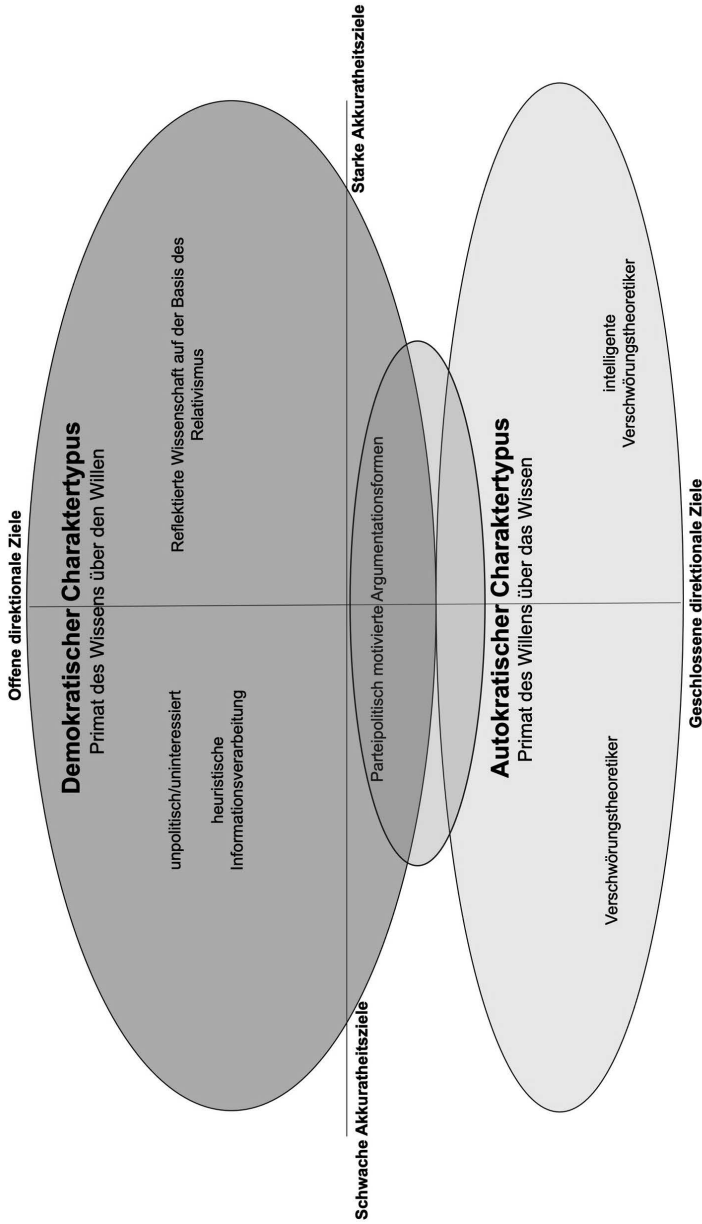 Offene direktionale Ziele
Demokratischer Charaktertypus
Primat des Wissens über den Willen
unpolitisch/uninteressiert
heuristische
Informationsverarbeitung
Reflektierte Wissenschaft auf der Basis des
Relativismus
Schwache Akkuratheitsziele
Starke Akkuratheitsziele
Parteipolitisch motivierte Argumentationsformen
Autokratischer Charaktertypus
Primat des Willens über das Wissen
Verschwörungstheoretiker
intelligente
Verschwörungstheoretiker
Geschlossene direktionale Ziele